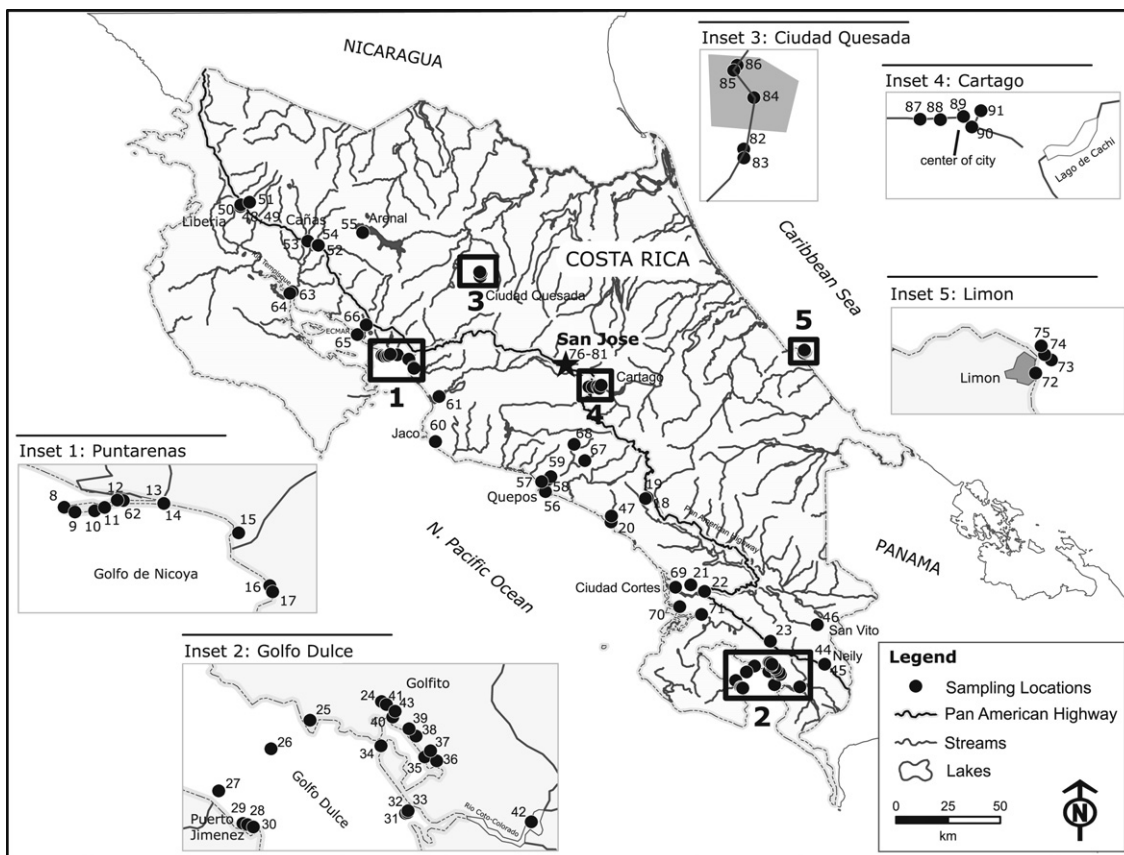 NICARAGUA
Inset 3: Ciudad Quesada
86
85
84
82
83
Inset 4: Cartago
87 88 89 91
90
center of city
Lago de Cachi
51
50
Liberia 48,49
Cañas
53 54
52
55 Arenal
COSTA RICA
Caribbean Sea
3
Ciudad Quesada
63
64
66
ECMAR
65
San Jose
76-81
5
Inset 5: Limon
75
74
73
Limon
72
1
Cartago
4
61
60
Jaco
68
67
59
57 58
Quepos
56
19
18
47
20
Pan American Highway
PANAMA
N. Pacific Ocean
Inset 1: Puntarenas
8
9
10
11
12
62
13
14
15
Golfo de Nicoya
16
17
69 21
Ciudad Cortes 22
70 71
23
46
San Vito
44
Neily
45
2
Inset 2: Golfo Dulce
Golfito
24 41
43
40
39
38
37
36
35
25
26
34
27
Golfo Dulce
29 28
Puerto
Jimenez 30
32 33
31
Rio Coto-Colorado
42
Legend
Sampling Locations
Pan American Highway
Streams
Lakes
0 25 50
km
N